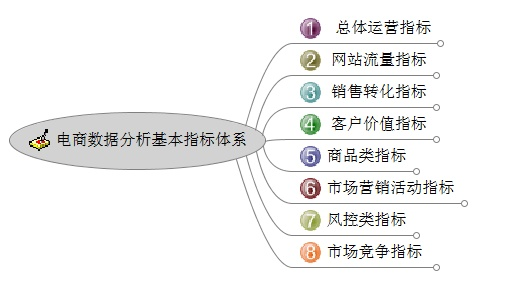 电商数据分析基本指标体系
1 总体运营指标
2 网站流量指标
3 销售转化指标
4 客户价值指标
5 商品类指标
6 市场营销活动指标
7 风控类指标
8 市场竞争指标